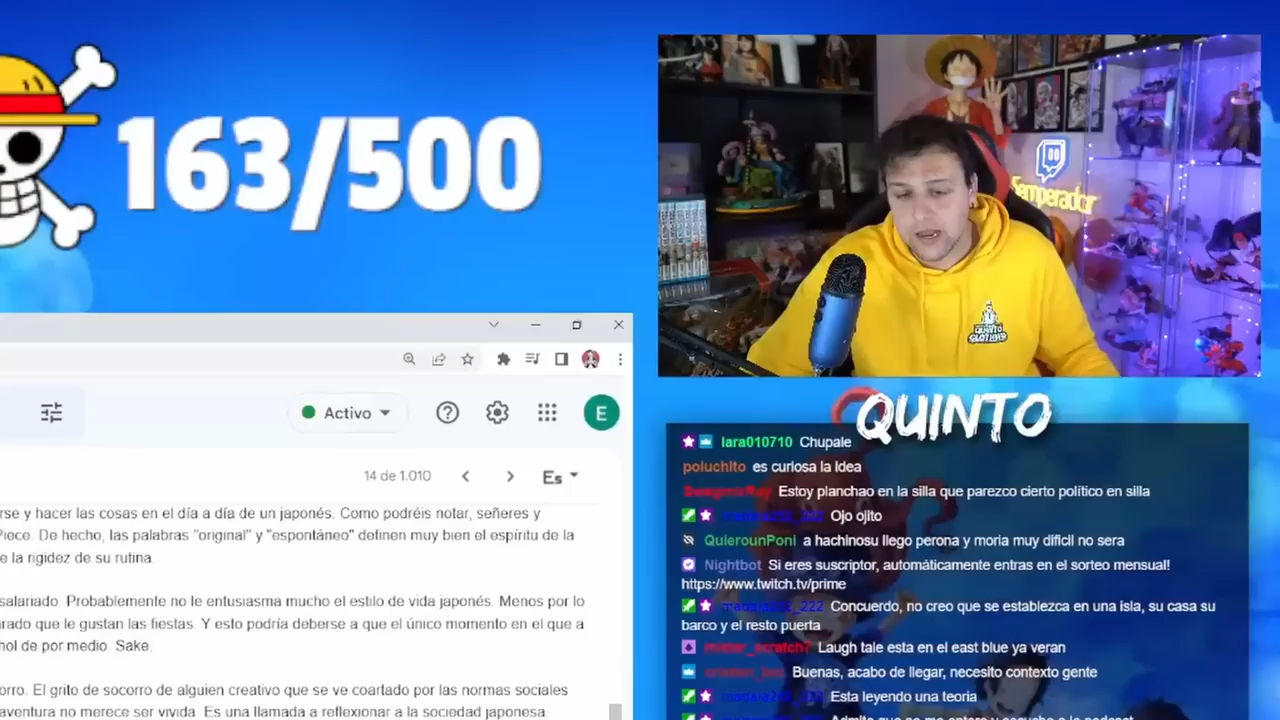 163/500
Semperador
QUINTO
Activo
E
14 de 1.010
Es
rse y hacer las cosas en el día a día de un japonés. Como podréis notar, señeres y
Piece. De hecho, las palabras "original" y "espontáneo" definen muy bien el espíritu de la
e la rigidez de su rutina.
salariado. Probablemente no le entusiasma mucho el estilo de vida japonés. Menos por lo
rado que le gustan las fiestas. Y esto podría deberse a que el único momento en el que a
hol de por medio. Sake.
orro. El grito de socorro de alguien creativo que se ve coartado por las normas sociales
aventura no merece ser vivida. Es una llamada a reflexionar a la sociedad japonesa.
QUINTO
lara010710 Chupale
poluchito es curiosa la idea
Estoy planchao en la silla que parezco cierto político en silla
Ojo ojito
QuierounPoni a hachinosu llego perona y moria muy dificil no sera
Nightbot Si eres suscriptor, automáticamente entras en el sorteo mensual!
https://www.twitch.tv/prime
Concuerdo, no creo que se establezca en una isla, su casa su
barco y el resto puerta
mister_scratch7 Laugh tale esta en el east blue ya veran
Buenas, acabo de llegar, necesito contexto gente
Esta leyendo una teoria